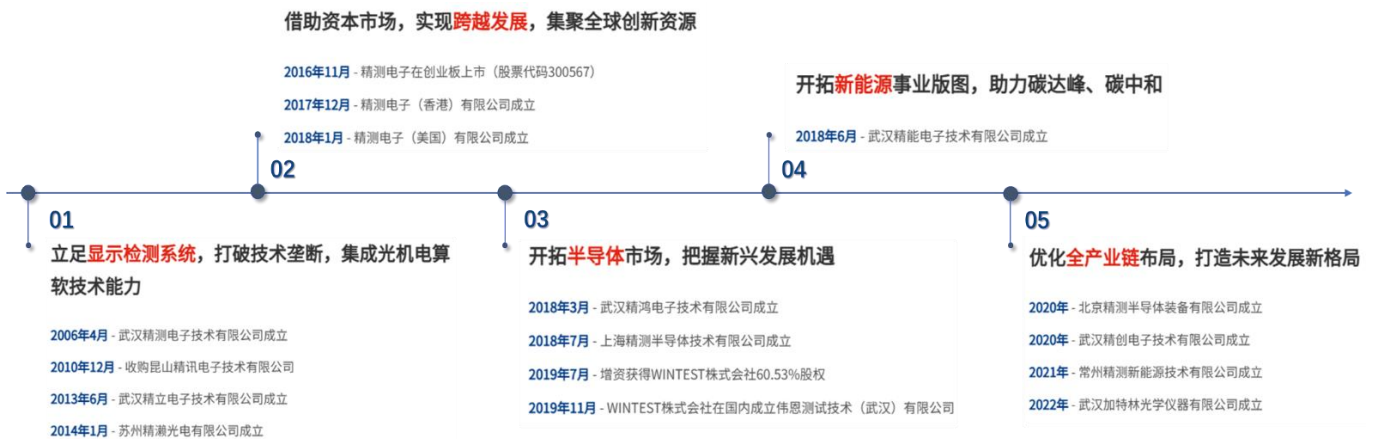 01
立足显示检测系统，打破技术垄断，集成光机电算
软技术能力
2006年4月 - 武汉精测电子技术有限公司成立
2010年12月 - 收购昆山精讯电子技术有限公司
2013年6月 - 武汉精立电子技术有限公司成立
2014年1月 - 苏州精濑光电有限公司成立
借助资本市场，实现跨越发展，集聚全球创新资源
2016年11月 - 精测电子在创业板上市（股票代码300567）
2017年12月 - 精测电子（香港）有限公司成立
2018年1月 - 精测电子（美国）有限公司成立
02
03
开拓半导体市场，把握新兴发展机遇
2018年3月 - 武汉精鸿电子技术有限公司成立
2018年7月 - 上海精测半导体技术有限公司成立
2019年7月 - 增资获得WINTEST株式会社60.53%股权
2019年11月 - WINTEST株式会社在国内成立伟恩测试技术（武汉）有限公司
开拓新能源事业版图，助力碳达峰、碳中和
2018年6月 - 武汉精能电子技术有限公司成立
04
05
优化全产业链布局，打造未来发展新格局
2020年 - 北京精测半导体装备有限公司成立
2020年 - 武汉精创电子技术有限公司成立
2021年 - 常州精测新能源技术有限公司成立
2022年 - 武汉加特林光学仪器有限公司成立